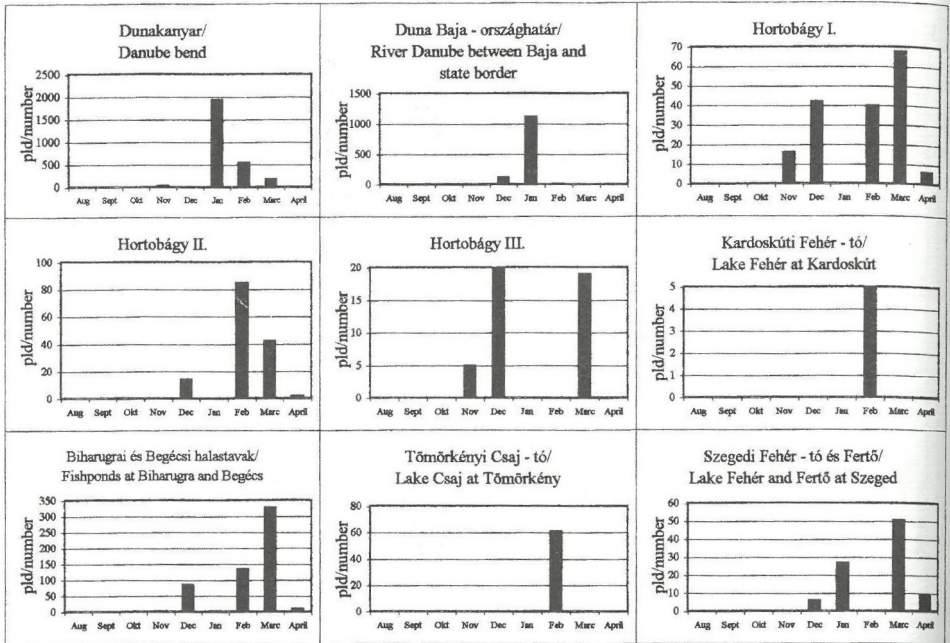 Dunakanyar/
Danube bend
pld/number
2500
2000
1500
1000
500
0
Aug Sept Okt Nov Dec Jan Feb Marc April
Duna Baja - országhatár/
River Danube between Baja and
state border
pld/number
1500
1000
500
0
Aug Sept Okt Nov Dec Jan Feb Marc April
Hortobágy I.
pld/number
70
60
50
40
30
20
10
0
Aug Sept Okt Nov Dec Jan Feb Marc April
Hortobágy II.
pld/number
100
80
60
40
20
0
Aug Sept Okt Nov Dec Jan Feb Marc April
Hortobágy III.
pld/number
20
15
10
5
0
Aug Sept Okt Nov Dec Jan Feb Marc April
Kardoskúti Fehér - tó/
Lake Fehér at Kardoskút
pld/number
5
4
3
2
1
0
Aug Sept Okt Nov Dec Jan Feb Marc April
Biharugrai és Begécsi halastavak/
Fishponds at Biharugra and Begécs
pld/number
350
300
250
200
150
100
50
0
Aug Sept Okt Nov Dec Jan Feb Marc April
Tömörkényi Csaj - tó/
Lake Csaj at Tömörkény
pld/number
80
60
40
20
0
Aug Sept Okt Nov Dec Jan Feb Marc April
Szegedi Fehér - tó és Fertő/
Lake Fehér and Fertő at Szeged
pld/number
60
50
40
30
20
10
0
Aug Sept Okt Nov Dec Jan Feb Marc April